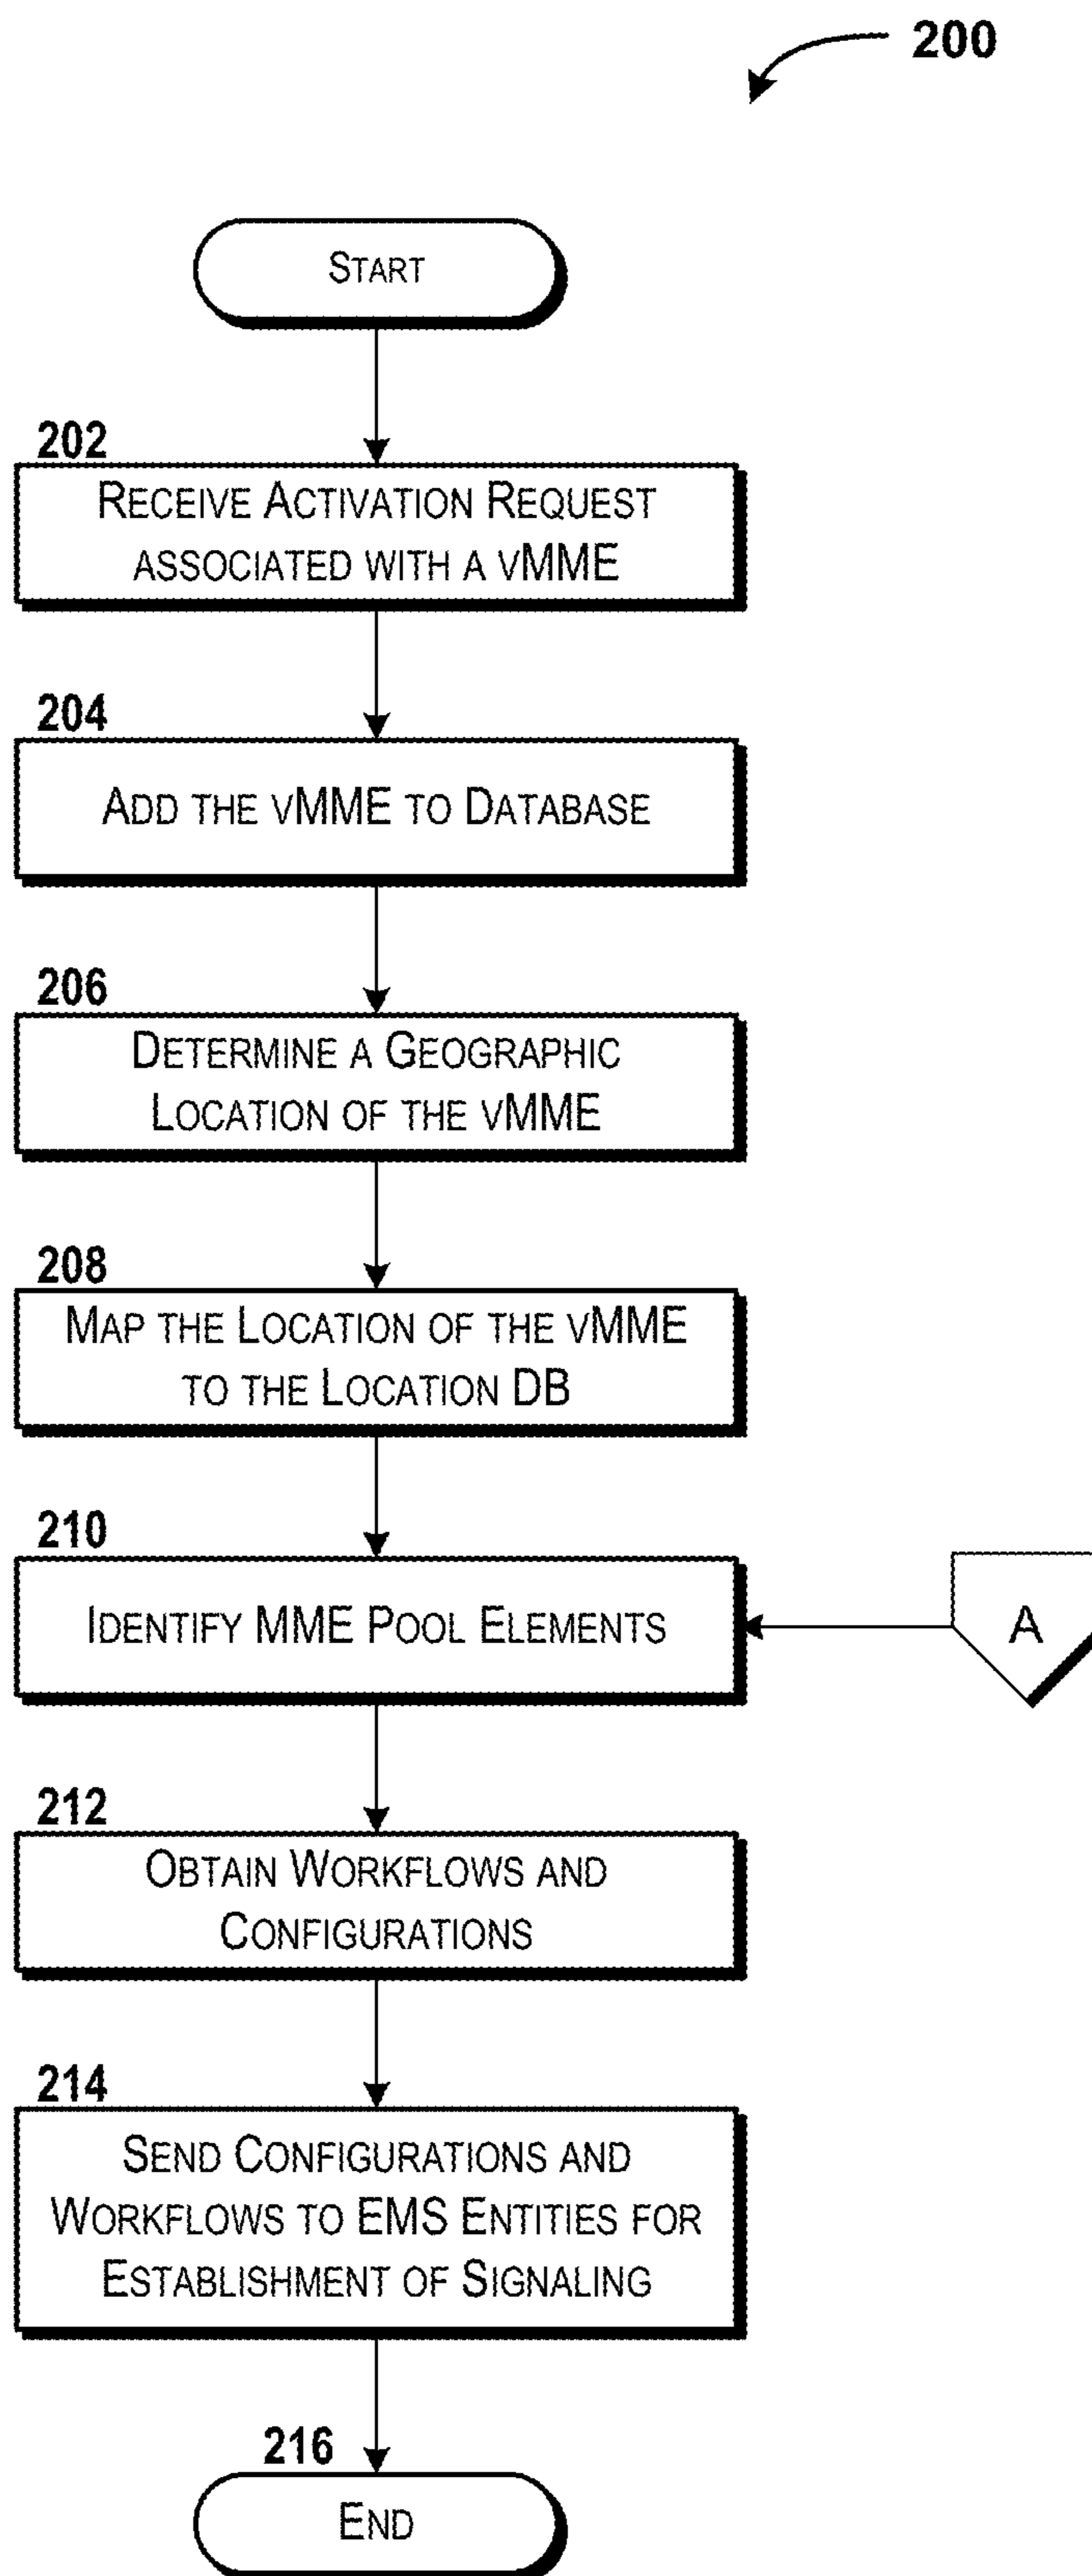 200
START
202
RECEIVE ACTIVATION REQUEST
ASSOCIATED WITH A VMME
204
ADD THE VMME TO DATABASE
206
DETERMINE A GEOGRAPHIC
LOCATION OF THE VMME
208
MAP THE LOCATION OF THE VMME
TO THE LOCATION DB
210
IDENTIFY MME POOL ELEMENTS
A
212
OBTAIN WORKFLOWS AND
CONFIGURATIONS
214
SEND CONFIGURATIONS AND
WORKFLOWS TO EMS ENTITIES FOR
ESTABLISHMENT OF SIGNALING
216
END